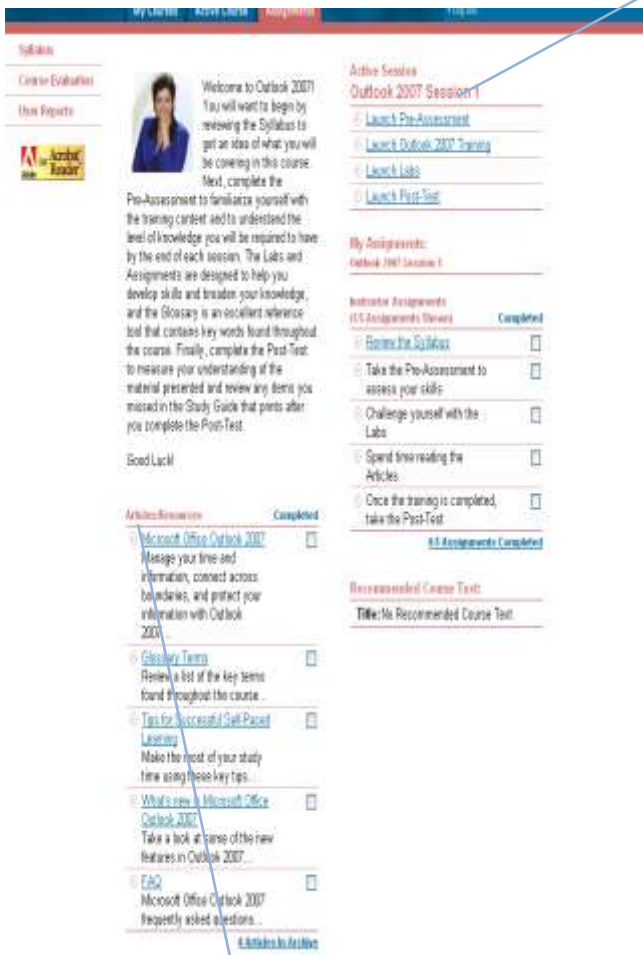 My Courses Active Course Assignments
Syllabus
Course Evaluation
User Reports
Adobe
Acrobat
Reader
Welcome to Outlook 2007!
You will want to begin by
reviewing the Syllabus to
get an idea of what you will
be covering in this course.
Next, complete the
Pre-Assessment to familiarize yourself with
the training content and to understand the
level of knowledge you will be required to have
by the end of each session. The Labs and
Assignments are designed to help you
develop skills and broaden your knowledge,
and the Glossary is an excellent reference
tool that contains key words found throughout
the course. Finally, complete the Post-Test
to measure your understanding of the
material presented and review any items you
missed in the Study Guide that prints after
you complete the Post-Test.
Good Luck!
Articles/Resources Completed
Microsoft Office Outlook 2007
Manage your time and
information, connect across
boundaries, and protect your
information with Outlook
2007...
Glossary Terms
Review a list of the key terms
found throughout the course...
Tips for Successful Self-Paced
Learning
Make the most of your study
time using these key tips...
What's new in Microsoft Office
Outlook 2007
Take a look at some of the new
features in Outlook 2007...
FAQ
Microsoft Office Outlook 2007
frequently asked questions...
Articles In Archive
Active Session
Outlook 2007 Session 1
Launch Pre-Assessment
Launch Outlook 2007 Training
Launch Labs
Launch Post-Test
My Assignments:
Outlook 2007 Session 1
Instructor Assignments
Assignments Shown) Completed
Review the Syllabus
Take the Pre-Assessment to
assess your skills
Challenge yourself with the
Labs
Spend time reading the
Articles
Once the training is completed,
take the Post-Test
Assignments Completed
Recommended Course Text:
Title: No Recommended Course Text